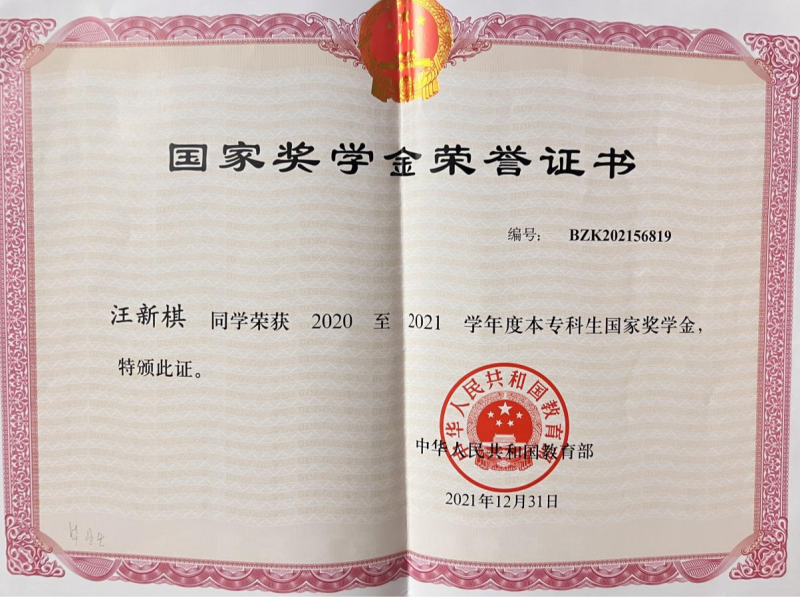 国家奖学金荣誉证书
编号: BZK202156819
汪新棋 同学荣获 2020 至 2021 学年度本专科生国家奖学金,
特颁此证。
中华人民共和国教育部
中华人民共和国教育部
2021年12月31日